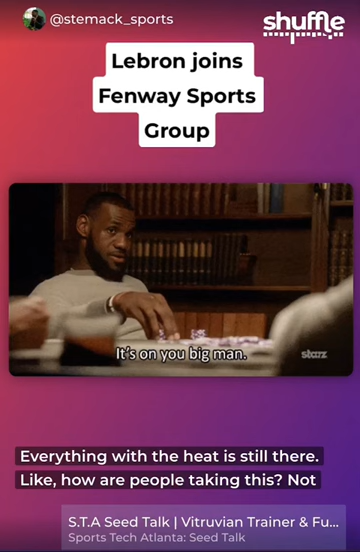 @stemack_sports
shuffle
Lebron joins
Fenway Sports
Group
It's on you big man.
starz
Everything with the heat is still there.
Like, how are people taking this? Not
S.T.A Seed Talk | Vitruvian Trainer & Fu...
Sports Tech Atlanta: Seed Talk